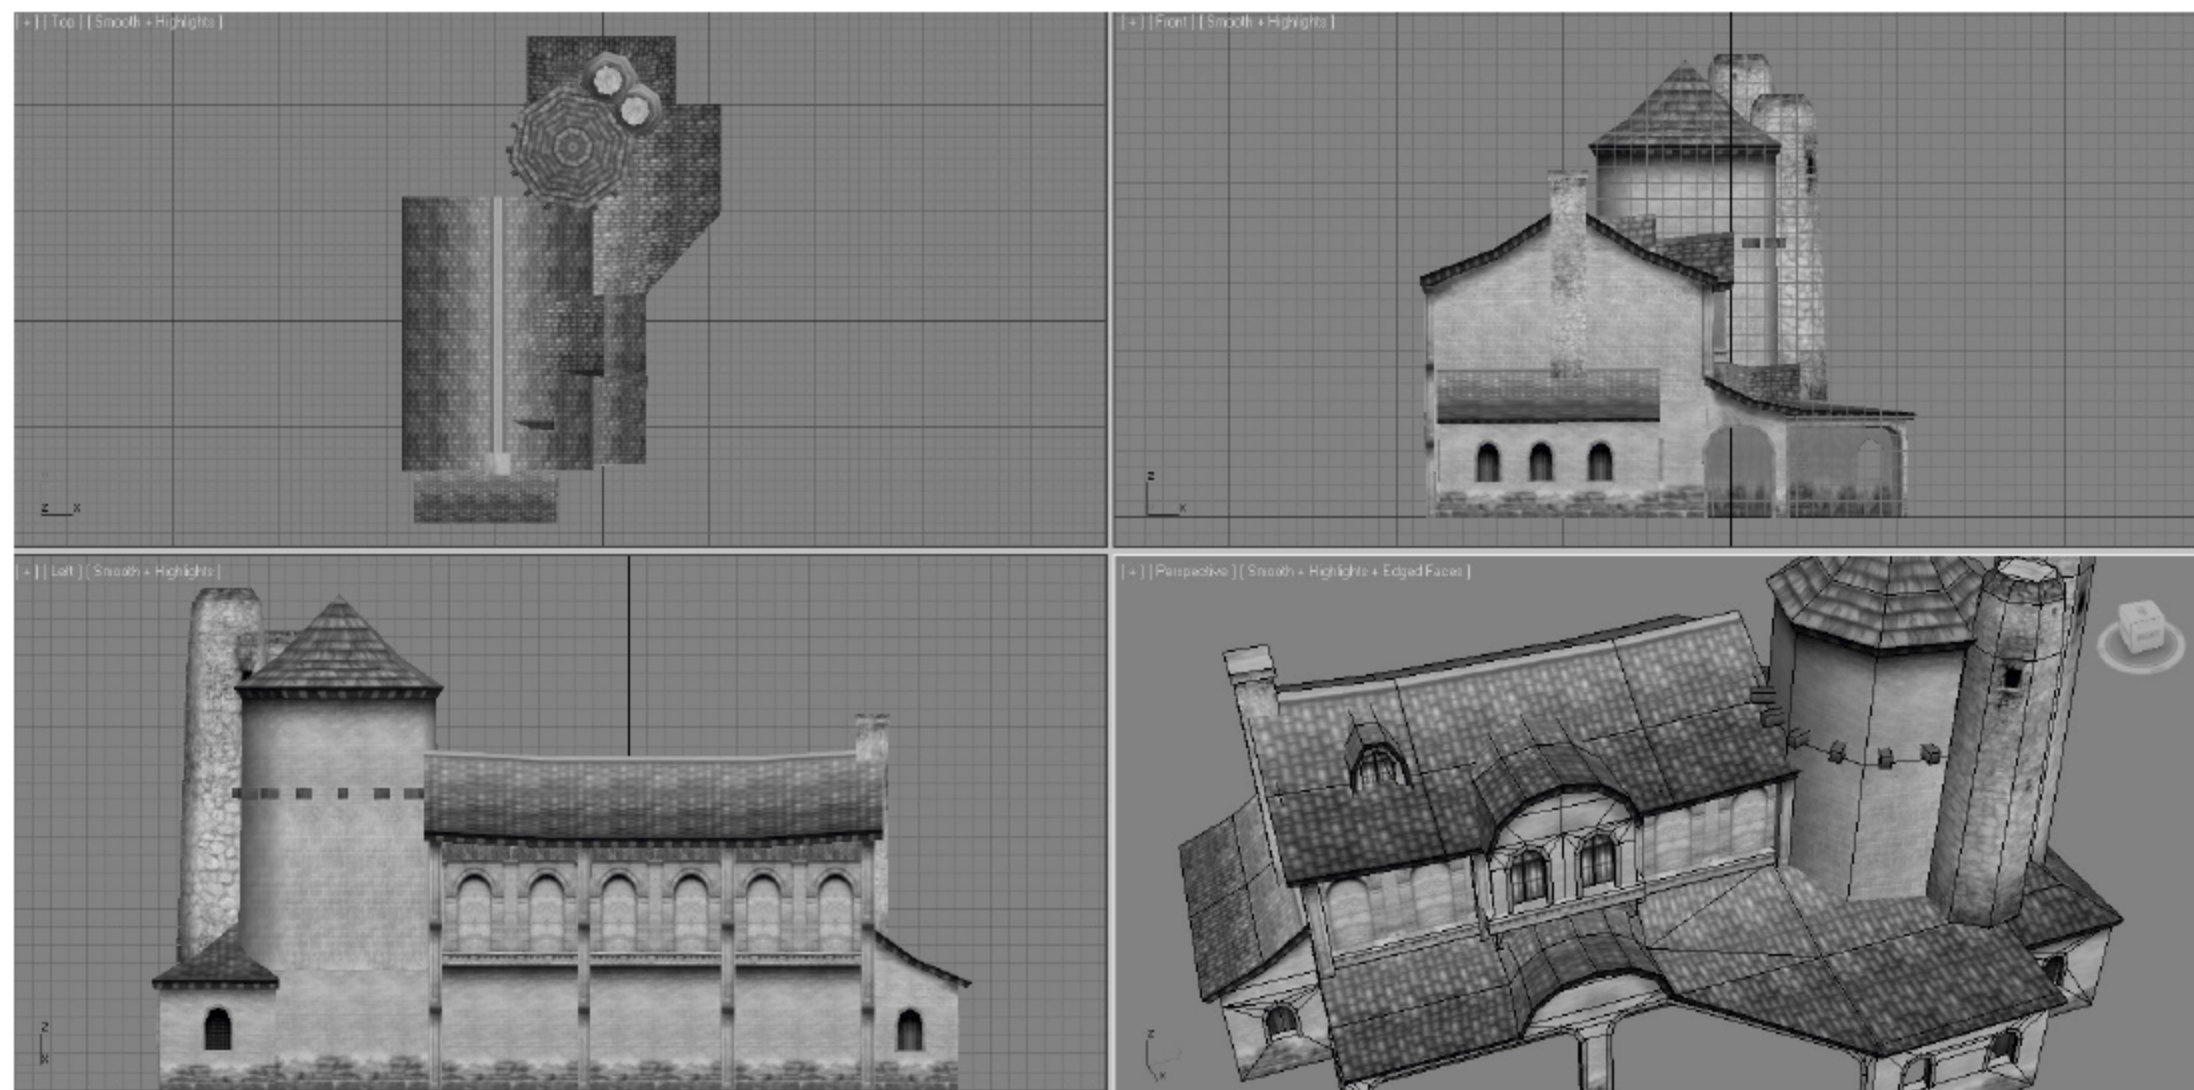 [ + ] [ Top ] [ Smooth + Highlights ]
[ + ] [ Front ] [ Smooth + Highlights ]
Z X
Z X
[ + ] [ Left ] [ Smooth + Highlights ]
[ + ] [ Perspective ] [ Smooth + Highlights + Edged Faces ]
Z
X
Z
X